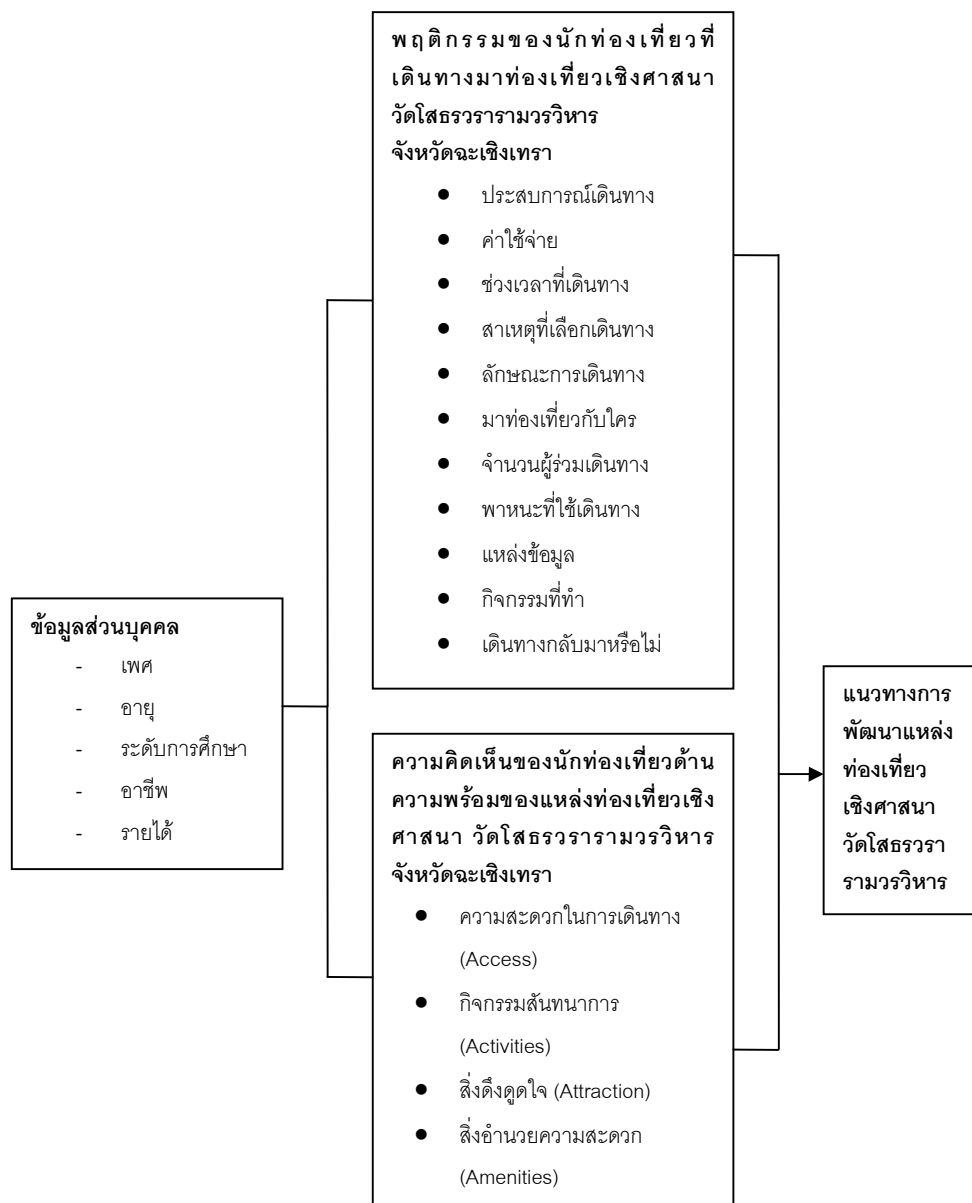 พฤติกรรมของนักท่องเที่ยวที่
เดินทางมาท่องเที่ยวเชิงศาสนา
วัดโสธรวรารามวรวิหาร
จังหวัดฉะเชิงเทรา
● ประสบการณ์เดินทาง
● ค่าใช้จ่าย
● ช่วงเวลาที่เดินทาง
● สาเหตุที่เลือกเดินทาง
● ลักษณะการเดินทาง
● มาท่องเที่ยวกับใคร
● จำนวนผู้ร่วมเดินทาง
● พาหนะที่ใช้เดินทาง
● แหล่งข้อมูล
● กิจกรรมที่ทำ
● เดินทางกลับมาหรือไม่
ข้อมูลส่วนบุคคล
- เพศ
- อายุ
- ระดับการศึกษา
- อาชีพ
- รายได้
ความคิดเห็นของนักท่องเที่ยวด้าน
ความพร้อมของแหล่งท่องเที่ยวเชิง
ศาสนา วัดโสธรวรารามวรวิหาร
จังหวัดฉะเชิงเทรา
● ความสะดวกในการเดินทาง
(Access)
● กิจกรรมสันทนาการ
(Activities)
● สิ่งดึงดูดใจ (Attraction)
● สิ่งอำนวยความสะดวก
(Amenities)
แนวทางการ
พัฒนาแหล่ง
ท่องเที่ยว
เชิงศาสนา
วัดโสธรวรา
รามวรวิหาร